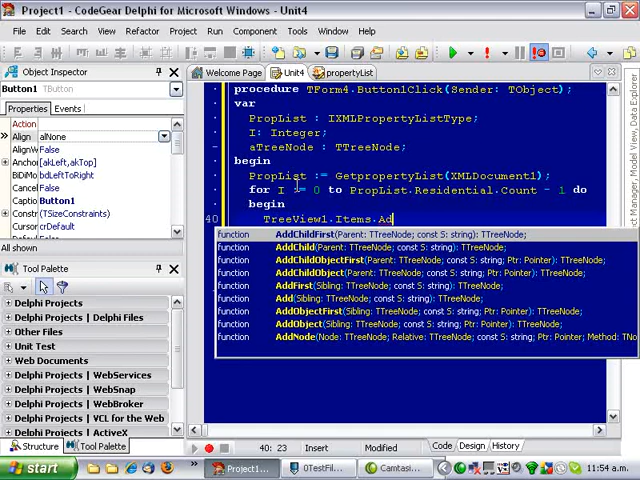 Project1 - CodeGear Delphi for Microsoft Windows - Unit4
File Edit Search View Refactor Project Run Component Tools Window Help
Object Inspector
Button1 TButton
Properties Events
Action
Align alNone
AlignW False
Anchor [akLeft,akTop]
BiDiMo bdLeftToRight
Cancel False
Caption Button1
(TSizeConstraints)
Cursor crDefault
All shown
Tool Palette
Delphi Projects
Delphi Projects | Delphi Files
Other Files
Unit Test
Web Documents
Delphi Projects | WebServices
Delphi Projects | WebSnap
Delphi Projects | WebBroker
Delphi Projects | VCL for the Web
Delphi Projects | ActiveX
Structure Tool Palette
Welcome Page Unit4 propertyList
procedure TForm4.Button1Click(Sender: TObject);
var
PropList : IXMLPropertyListType;
I: Integer;
aTreeNode : TTreeNode;
begin
PropList := GetpropertyList(XMLDocument1);
for I := 0 to PropList.Residential.Count - 1 do
begin
40 TreeView1.Items.Ad
function AddChildFirst(Parent: TTreeNode; const S: string): TTreeNode;
function AddChild(Parent: TTreeNode; const S: string): TTreeNode;
function AddChildObjectFirst(Parent: TTreeNode; const S: string; Ptr: Pointer): TTreeNode;
function AddChildObject(Parent: TTreeNode; const S: string; Ptr: Pointer): TTreeNode;
function AddFirst(Sibling: TTreeNode; const S: string): TTreeNode;
function Add(Sibling: TTreeNode; const S: string): TTreeNode;
function AddObjectFirst(Sibling: TTreeNode; const S: string; Ptr: Pointer): TTreeNode;
function AddObject(Sibling: TTreeNode; const S: string; Ptr: Pointer): TTreeNode;
function AddNode(Node: TTreeNode; Relative: TTreeNode; const S: string; Ptr: Pointer; Method: TNo
40: 23 Insert Modified Code Design History
Model View, Data Explorer
start Project1... 0TestFil... Camtasi... 11:54 am